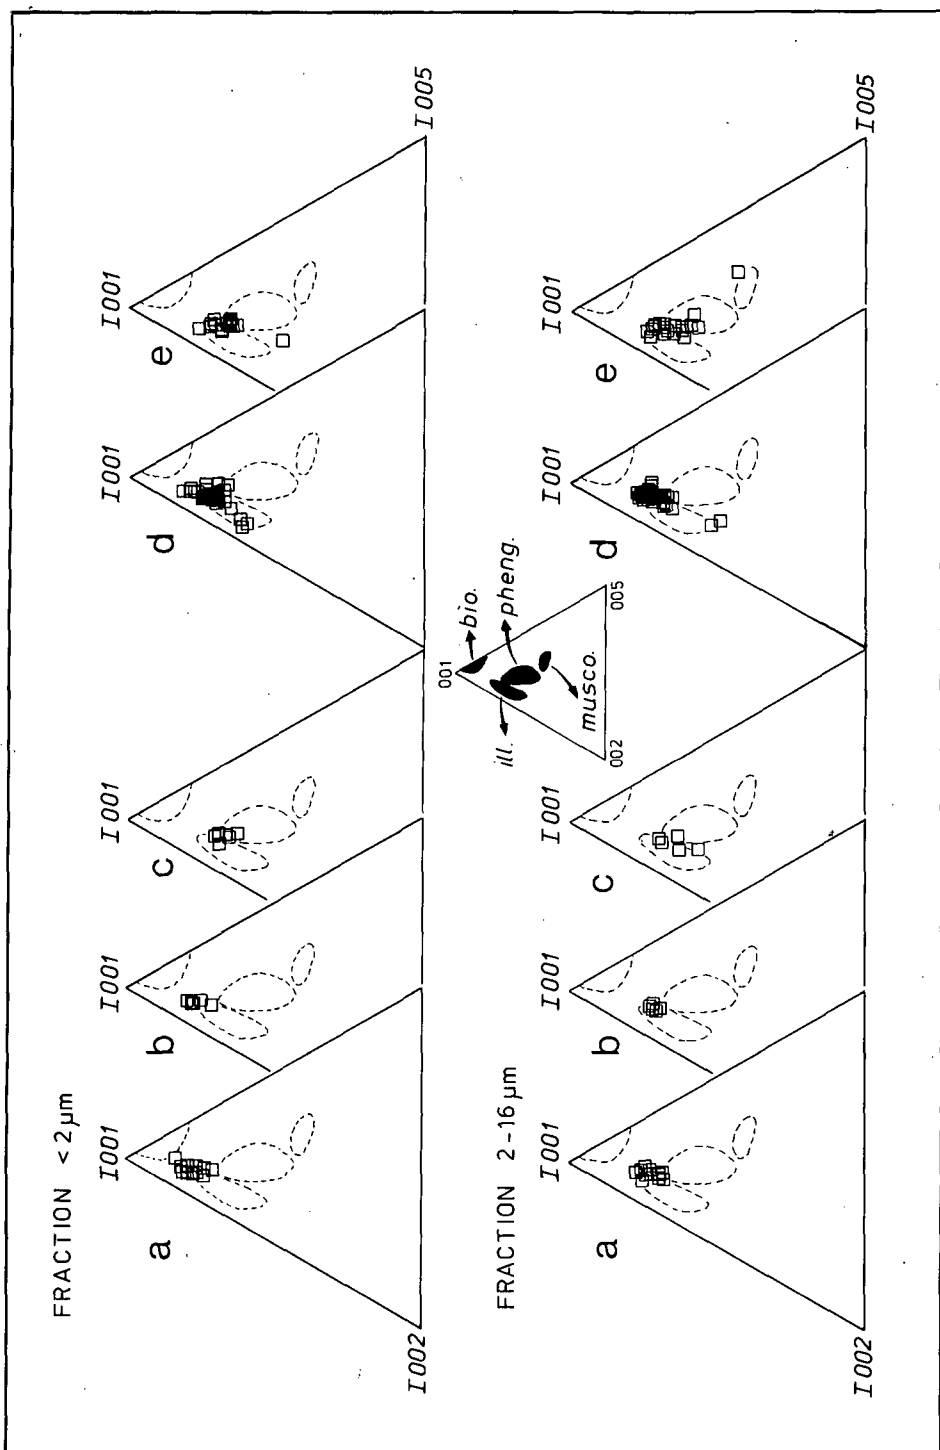 FRACTION <2 µm
I001
I001
I001
I001
I001
a
b
c
d
e
I002
I005
001
bio.
pheng.
ill.
musco.
002
005
FRACTION 2-16 µm
I001
I001
I001
I001
I001
a
b
c
d
e
I002
I005